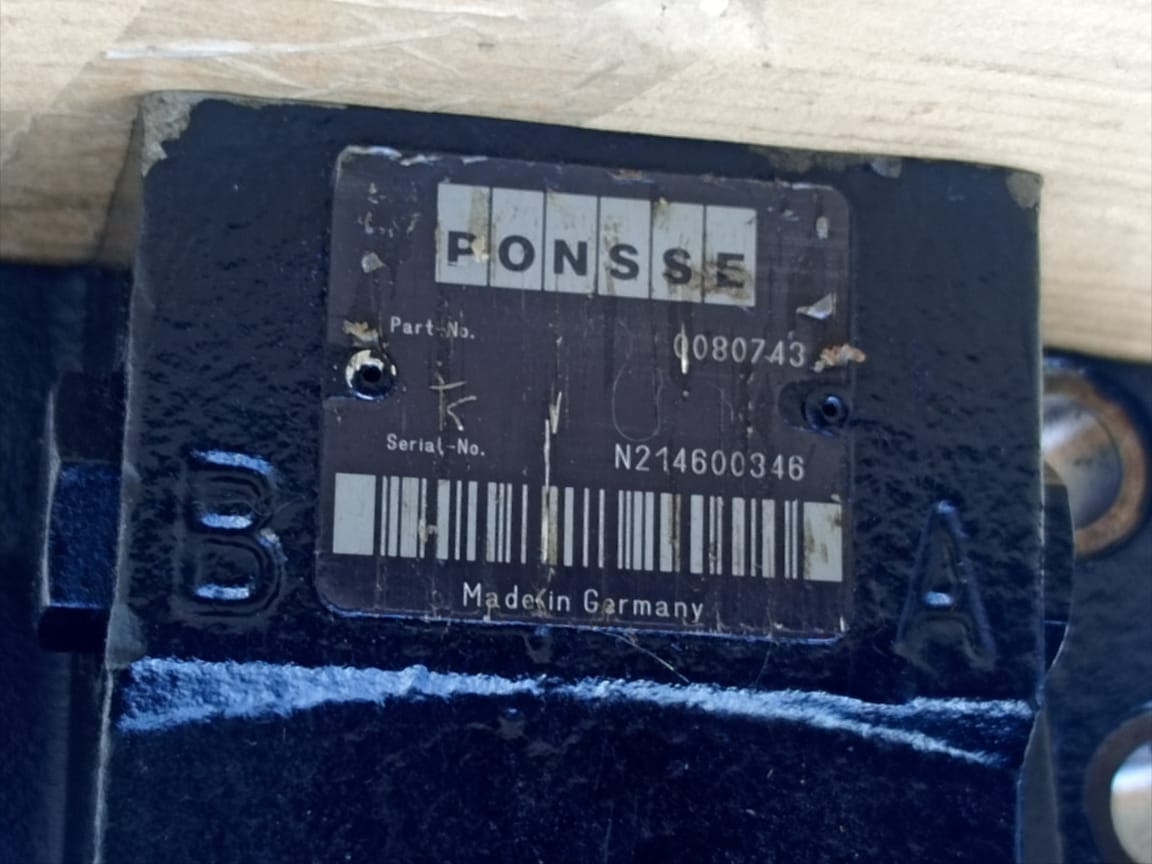 PONSSE
Part-No. 0080743
Serial-No. N214600346
B A
Made in Germany